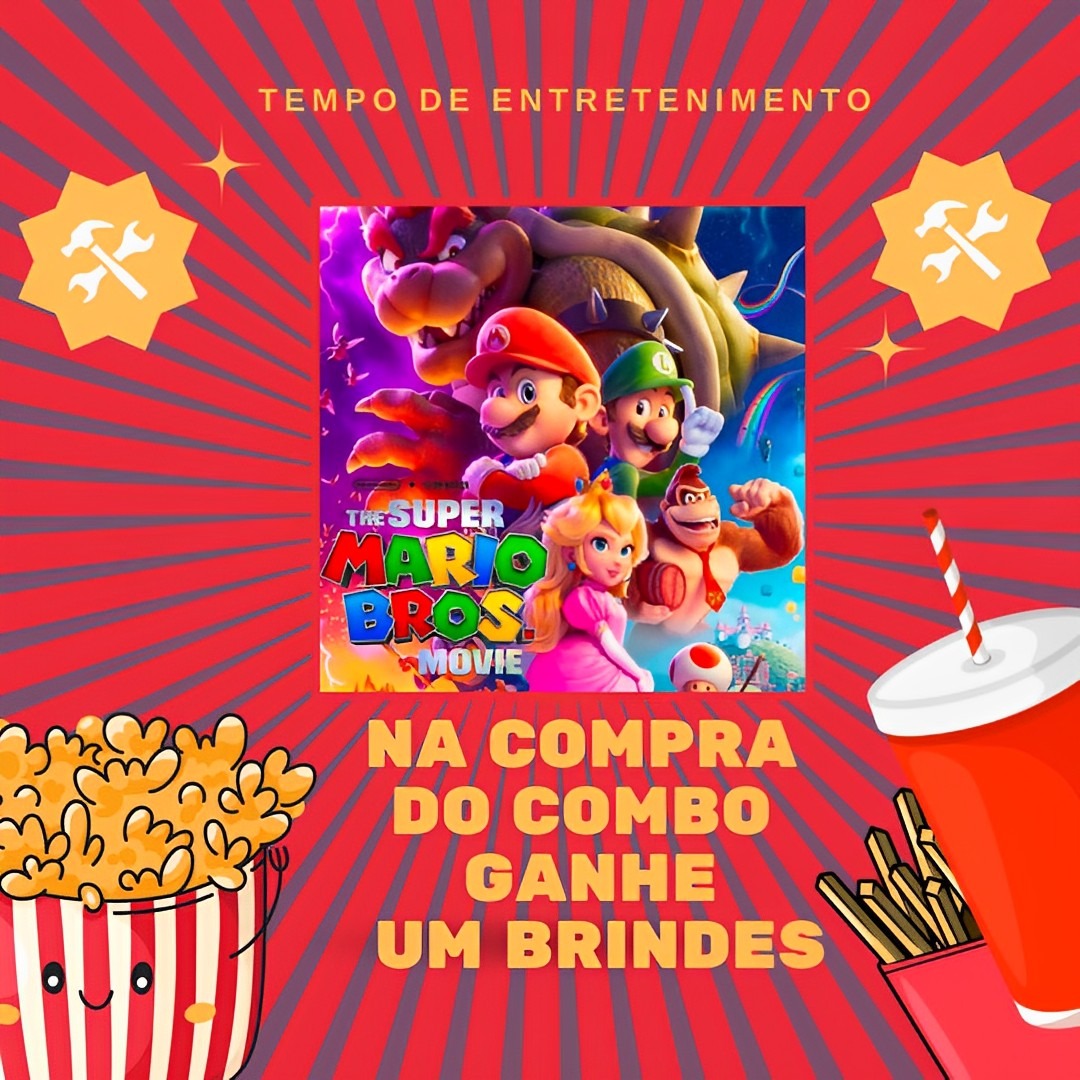 TEMPO DE ENTRETENIMENTO
L
THE SUPER
MARIO
BROS.
MOVIE
NA COMPRA
DO COMBO
GANHE
UM BRINDES